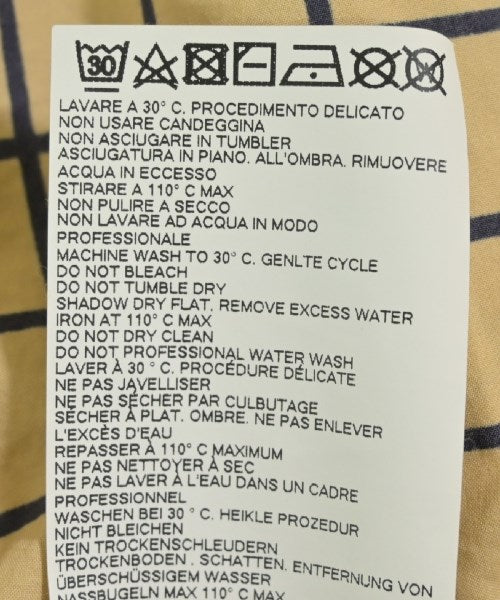 30
LAVARE A 30° C. PROCEDIMENTO DELICATO
NON USARE CANDEGGINA
NON ASCIUGARE IN TUMBLER
ASCIUGATURA IN PIANO. ALL'OMBRA. RIMUOVERE
ACQUA IN ECCESSO
STIRARE A 110° C MAX
NON PULIRE A SECCO
NON LAVARE AD ACQUA IN MODO
PROFESSIONALE
MACHINE WASH TO 30° C. GENLTE CYCLE
DO NOT BLEACH
DO NOT TUMBLE DRY
SHADOW DRY FLAT. REMOVE EXCESS WATER
IRON AT 110° C MAX
DO NOT DRY CLEAN
DO NOT PROFESSIONAL WATER WASH
LAVER À 30° C. PROCÉDURE DÉLICATE
NE PAS JAVELLISER
NE PAS SÉCHER PAR CULBUTAGE
SÉCHER À PLAT. OMBRE. NE PAS ENLEVER
L'EXCÈS D'EAU
REPASSER À 110° C MAXIMUM
NE PAS NETTOYER À SEC
NE PAS LAVER À L'EAU DANS UN CADRE
PROFESSIONNEL
WASCHEN BEI 30° C. HEIKLE PROZEDUR
NICHT BLEICHEN
KEIN TROCKENSCHLEUDERN
TROCKENBODEN. SCHATTEN. ENTFERNUNG VON
ÜBERSCHÜSSIGEM WASSER
NASSBÜGELN MAX 110° C